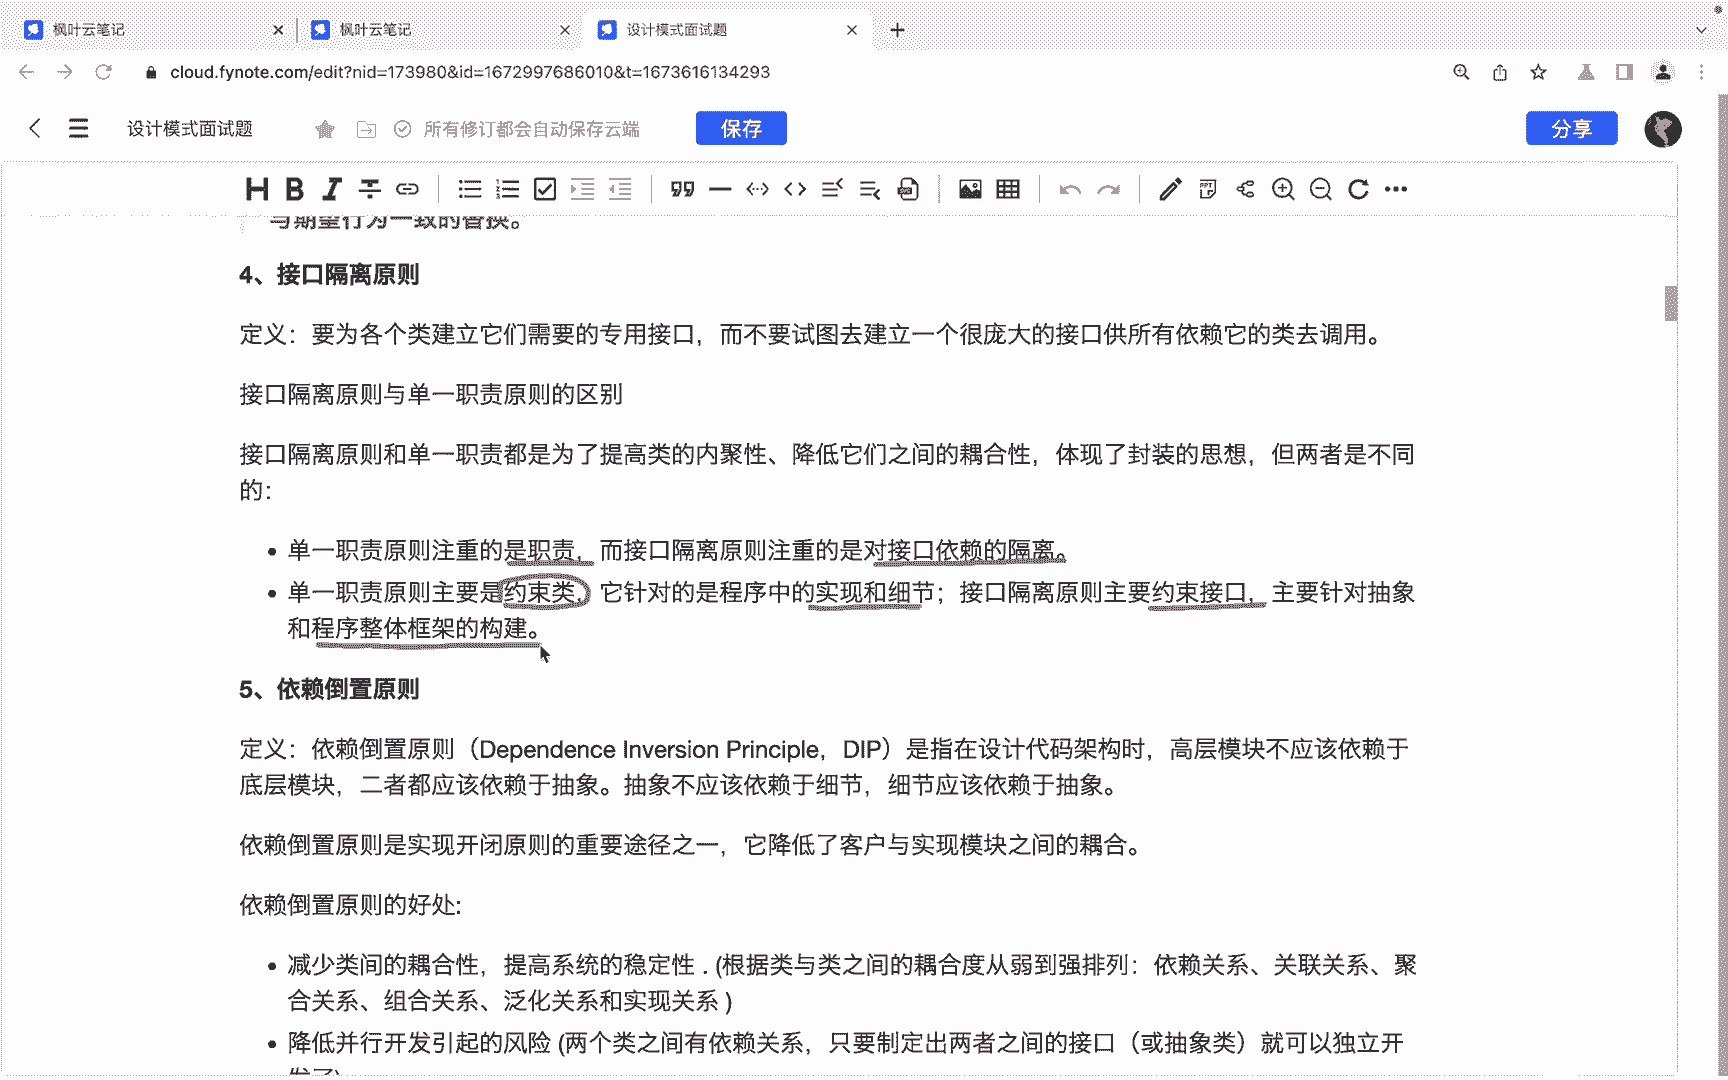 枫叶云笔记
枫叶云笔记
设计模式面试题
cloud.fynote.com/edit?nid=173980&id=1672997686010&t=1673616134293
设计模式面试题
所有修订都会自动保存云端
保存
分享
H B I
PPT
与期望行为一致的替换。
4、接口隔离原则
定义：要为各个类建立它们需要的专用接口，而不要试图去建立一个很庞大的接口供所有依赖它的类去调用。
接口隔离原则与单一职责原则的区别
接口隔离原则和单一职责都是为了提高类的内聚性、降低它们之间的耦合性，体现了封装的思想，但两者是不同
的：
• 单一职责原则注重的是职责，而接口隔离原则注重的是对接口依赖的隔离。
• 单一职责原则主要是约束类，它针对的是程序中的实现和细节；接口隔离原则主要约束接口，主要针对抽象
和程序整体框架的构建。
5、依赖倒置原则
定义：依赖倒置原则（Dependence Inversion Principle，DIP）是指在设计代码架构时，高层模块不应该依赖于
底层模块，二者都应该依赖于抽象。抽象不应该依赖于细节，细节应该依赖于抽象。
依赖倒置原则是实现开闭原则的重要途径之一，它降低了客户与实现模块之间的耦合。
依赖倒置原则的好处:
• 减少类间的耦合性，提高系统的稳定性 . (根据类与类之间的耦合度从弱到强排列：依赖关系、关联关系、聚
合关系、组合关系、泛化关系和实现关系 )
• 降低并行开发引起的风险 (两个类之间有依赖关系，只要制定出两者之间的接口（或抽象类）就可以独立开
发了)